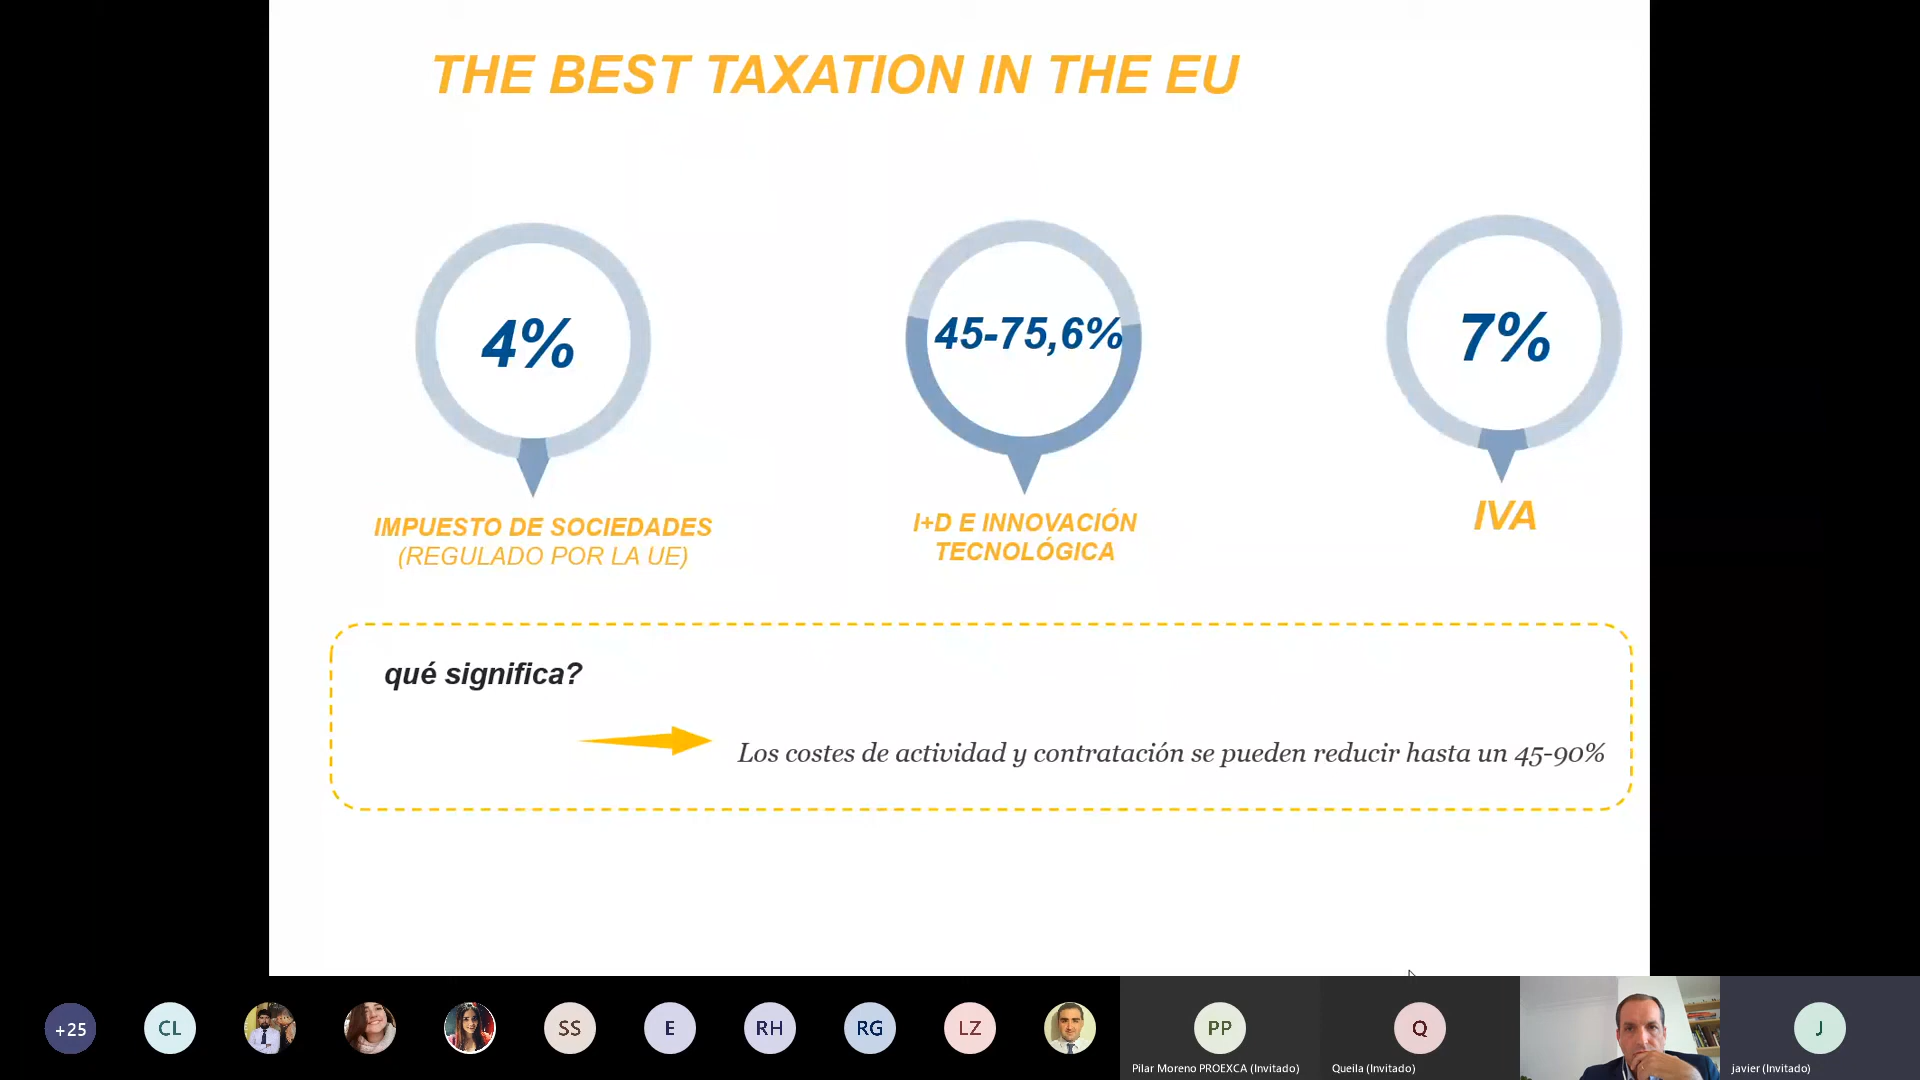 THE BEST TAXATION IN THE EU
4%
45-75,6%
7%
IMPUESTO DE SOCIEDADES
(REGULADO POR LA UE)
I+D E INNOVACIÓN
TECNOLÓGICA
IVA
qué significa?
Los costes de actividad y contratación se pueden reducir hasta un 45-90%
+25
CL
SS
E
RH
RG
LZ
PP
Pilar Moreno PROEXCA (Invitado)
Q
Queila (Invitado)
J
javier (Invitado)